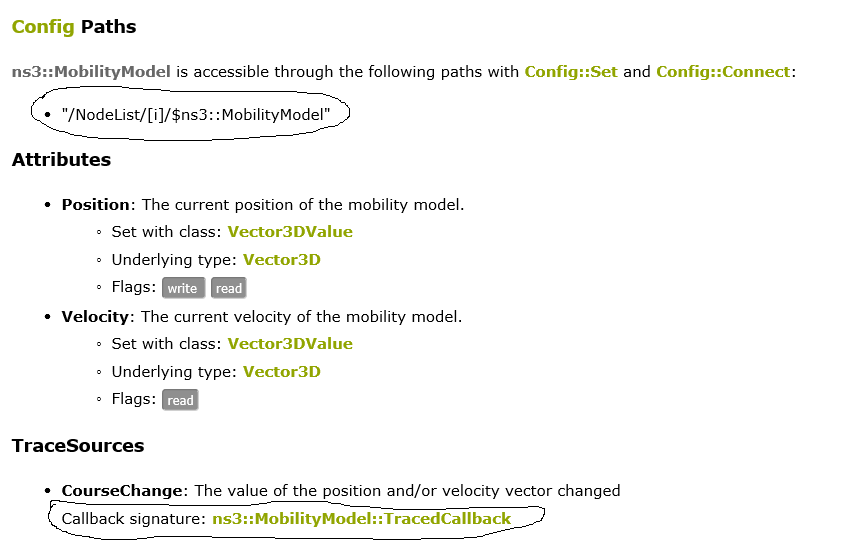 Config Paths
ns3::MobilityModel is accessible through the following paths with Config::Set and Config::Connect:
• "/NodeList/[i]/$ns3::MobilityModel"
Attributes
• Position: The current position of the mobility model.
◦ Set with class: Vector3DValue
◦ Underlying type: Vector3D
◦ Flags: write read
• Velocity: The current velocity of the mobility model.
◦ Set with class: Vector3DValue
◦ Underlying type: Vector3D
◦ Flags: read
TraceSources
• CourseChange: The value of the position and/or velocity vector changed
Callback signature: ns3::MobilityModel::TracedCallback